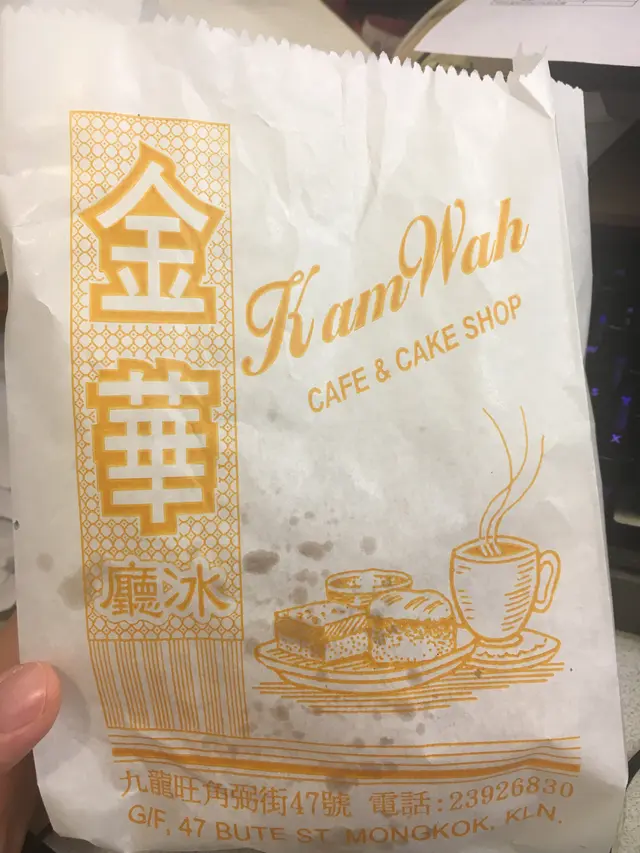 金華
冰廳
Kam Wah
CAFE & CAKE SHOP
九龍旺角弼街47號 電話:23926830
G/F, 47 BUTE ST. MONGKOK, KLN.